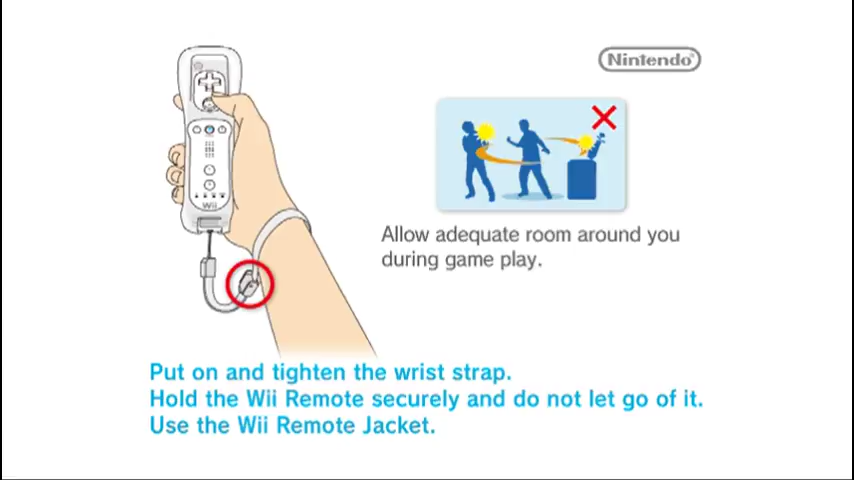 Nintendo
Allow adequate room around you
during game play.
Wii
Put on and tighten the wrist strap.
Hold the Wii Remote securely and do not let go of it.
Use the Wii Remote Jacket.